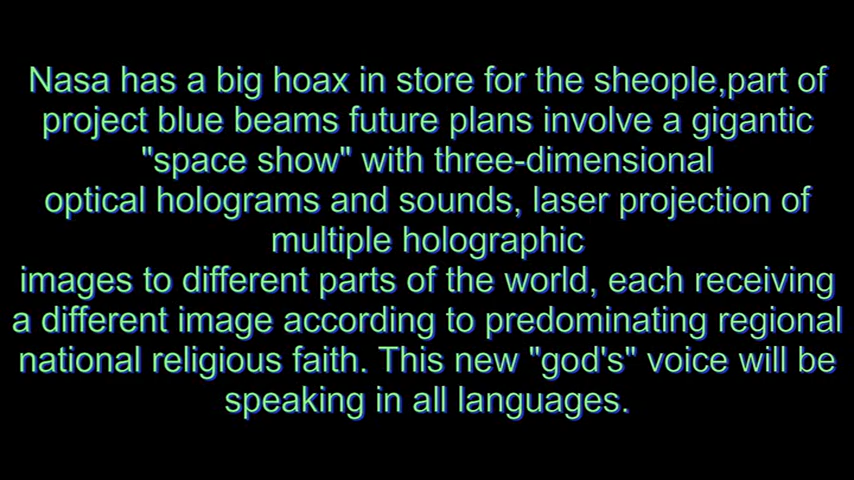 Nasa has a big hoax in store for the sheople,part of
project blue beams future plans involve a gigantic
"space show" with three-dimensional
optical holograms and sounds, laser projection of
multiple holographic
images to different parts of the world, each receiving
a different image according to predominating regional
national religious faith. This new "god's" voice will be
speaking in all languages.